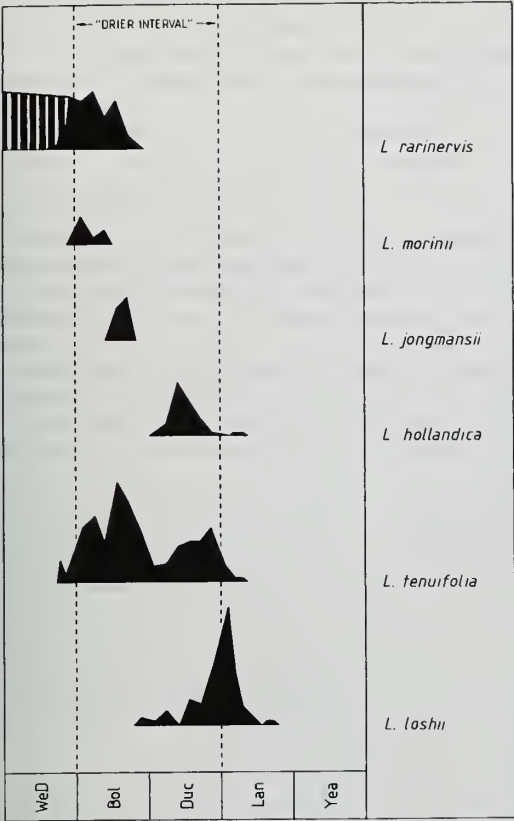 "DRIER INTERVAL"
L rarinervis
L. morinii
L. jongmansii
L hollandica
L. tenuifolia
L. loshii
WeD
Bol
Duc
Lan
Yea